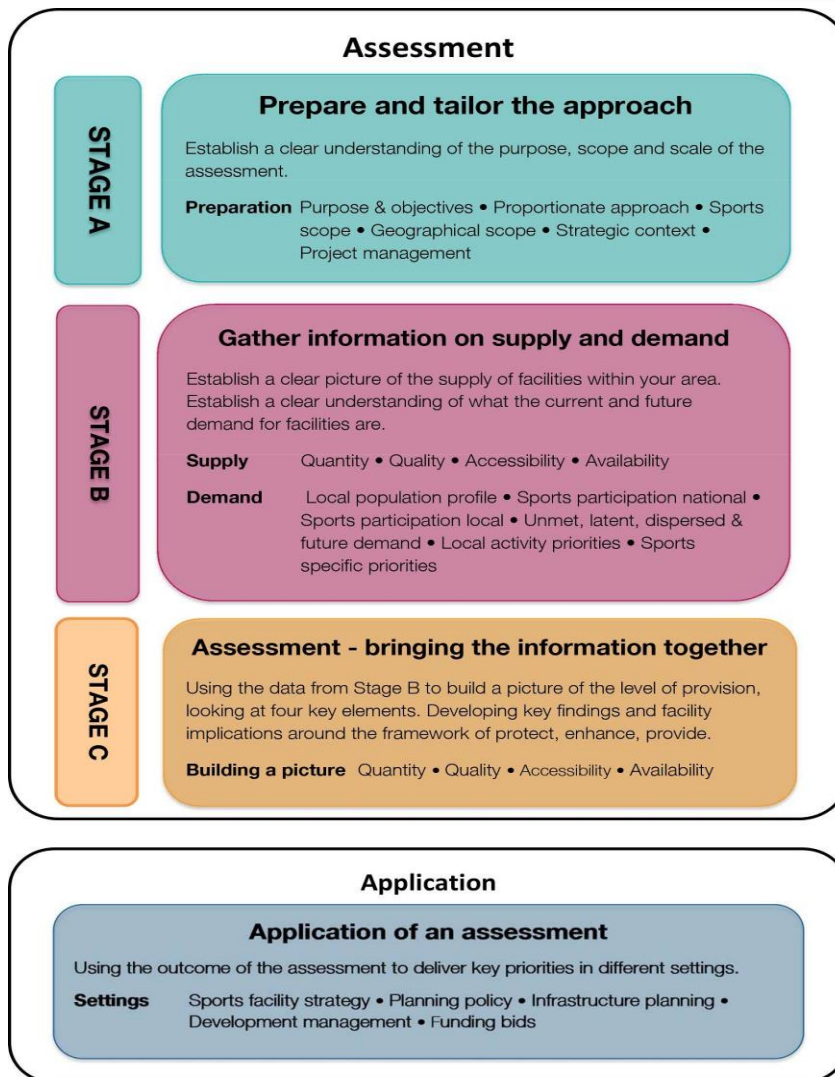 Assessment
STAGE A
Prepare and tailor the approach
Establish a clear understanding of the purpose, scope and scale of the
assessment.
Preparation Purpose & objectives • Proportionate approach • Sports
scope • Geographical scope • Strategic context •
Project management
STAGE B
Gather information on supply and demand
Establish a clear picture of the supply of facilities within your area.
Establish a clear understanding of what the current and future
demand for facilities are.
Supply Quantity • Quality • Accessibility • Availability
Demand Local population profile • Sports participation national •
Sports participation local • Unmet, latent, dispersed &
future demand • Local activity priorities • Sports
specific priorities
STAGE C
Assessment - bringing the information together
Using the data from Stage B to build a picture of the level of provision,
looking at four key elements. Developing key findings and facility
implications around the framework of protect, enhance, provide.
Building a picture Quantity • Quality • Accessibility • Availability
Application
Application of an assessment
Using the outcome of the assessment to deliver key priorities in different settings.
Settings Sports facility strategy • Planning policy • Infrastructure planning •
Development management • Funding bids